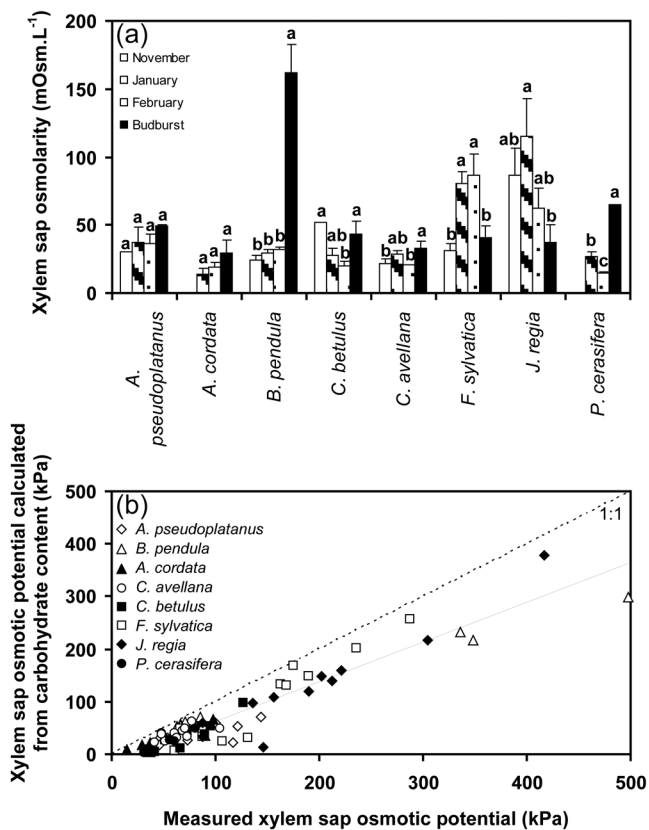 (a)
Xylem sap osmolarity (mOsm.L⁻¹)
200
150
100
50
0
November
January
February
Budburst
a a a a
a a a
b b b a
a ab b a
b ab b a
b a a b
ab a ab b
b c a
A. pseudoplatanus
A. cordata
B. pendula
C. betulus
C. avellana
F. sylvatica
J. regia
P. cerasifera
(b)
Xylem sap osmotic potential calculated
from carbohydrate content (kPa)
500
400
300
200
100
0
A. pseudoplatanus
B. pendula
A. cordata
C. avellana
C. betulus
F. sylvatica
J. regia
P. cerasifera
1:1
0 100 200 300 400 500
Measured xylem sap osmotic potential (kPa)